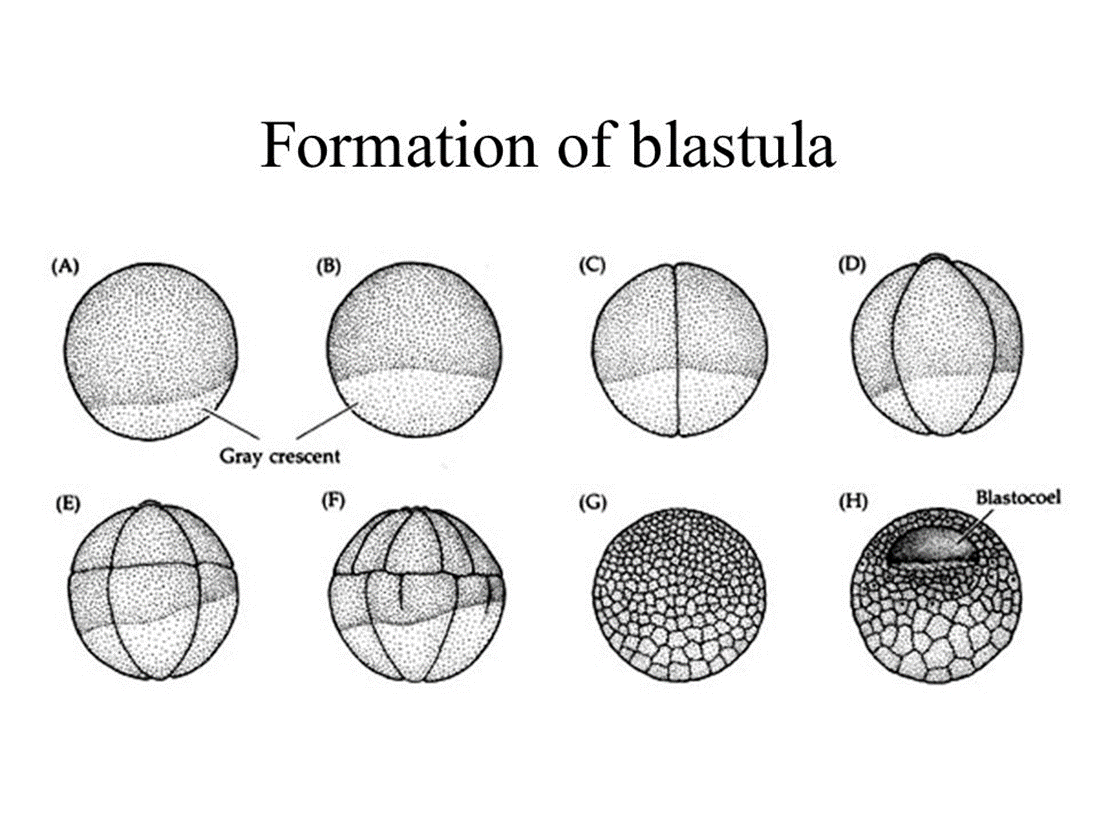 Formation of blastula
(A)
(B)
(C)
(D)
Gray crescent
(E)
(F)
(G)
(H)
Blastocoel